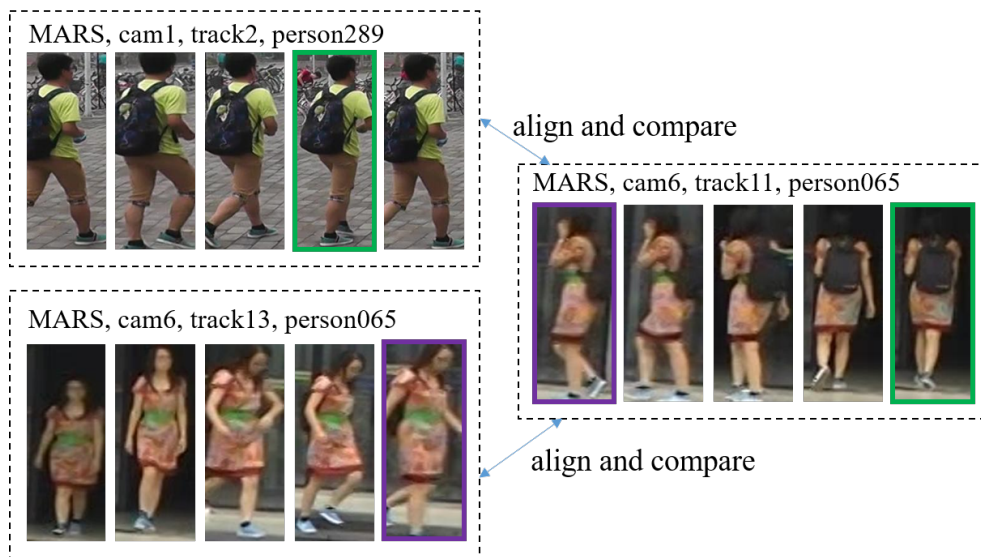 MARS, cam1, track2, person289
align and compare
MARS, cam6, track11, person065
MARS, cam6, track13, person065
align and compare